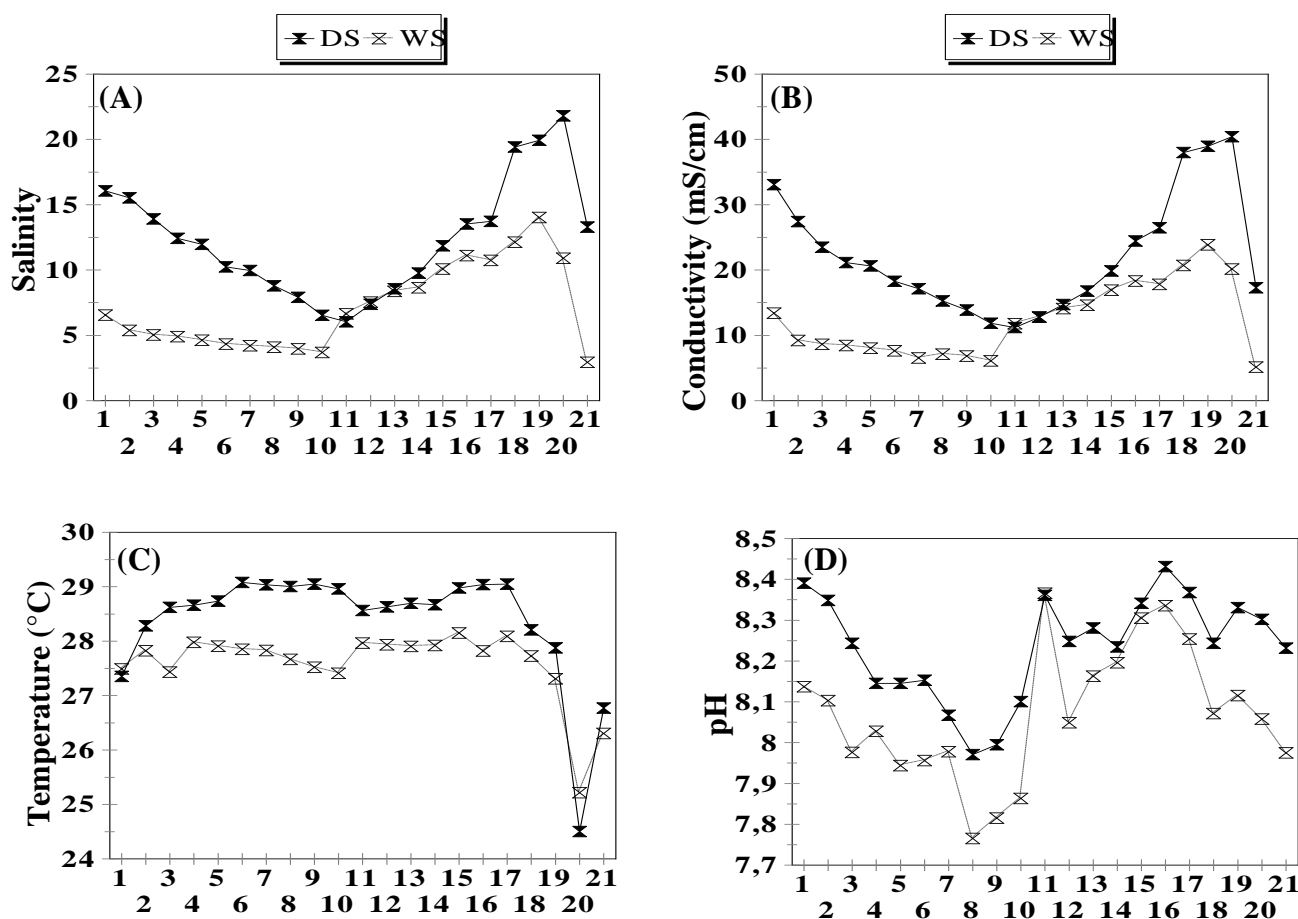 DS WS
DS WS
(A)
Salinity
25
20
15
10
5
0
1 3 5 7 9 11 13 15 17 19 21
2 4 6 8 10 12 14 16 18 20
(B)
Conductivity (mS/cm)
50
40
30
20
10
0
1 3 5 7 9 11 13 15 17 19 21
2 4 6 8 10 12 14 16 18 20
(C)
Temperature (°C)
30
29
28
27
26
25
24
1 3 5 7 9 11 13 15 17 19 21
2 4 6 8 10 12 14 16 18 20
(D)
pH
8,5
8,4
8,3
8,2
8,1
8
7,9
7,8
7,7
1 3 5 7 9 11 13 15 17 19 21
2 4 6 8 10 12 14 16 18 20